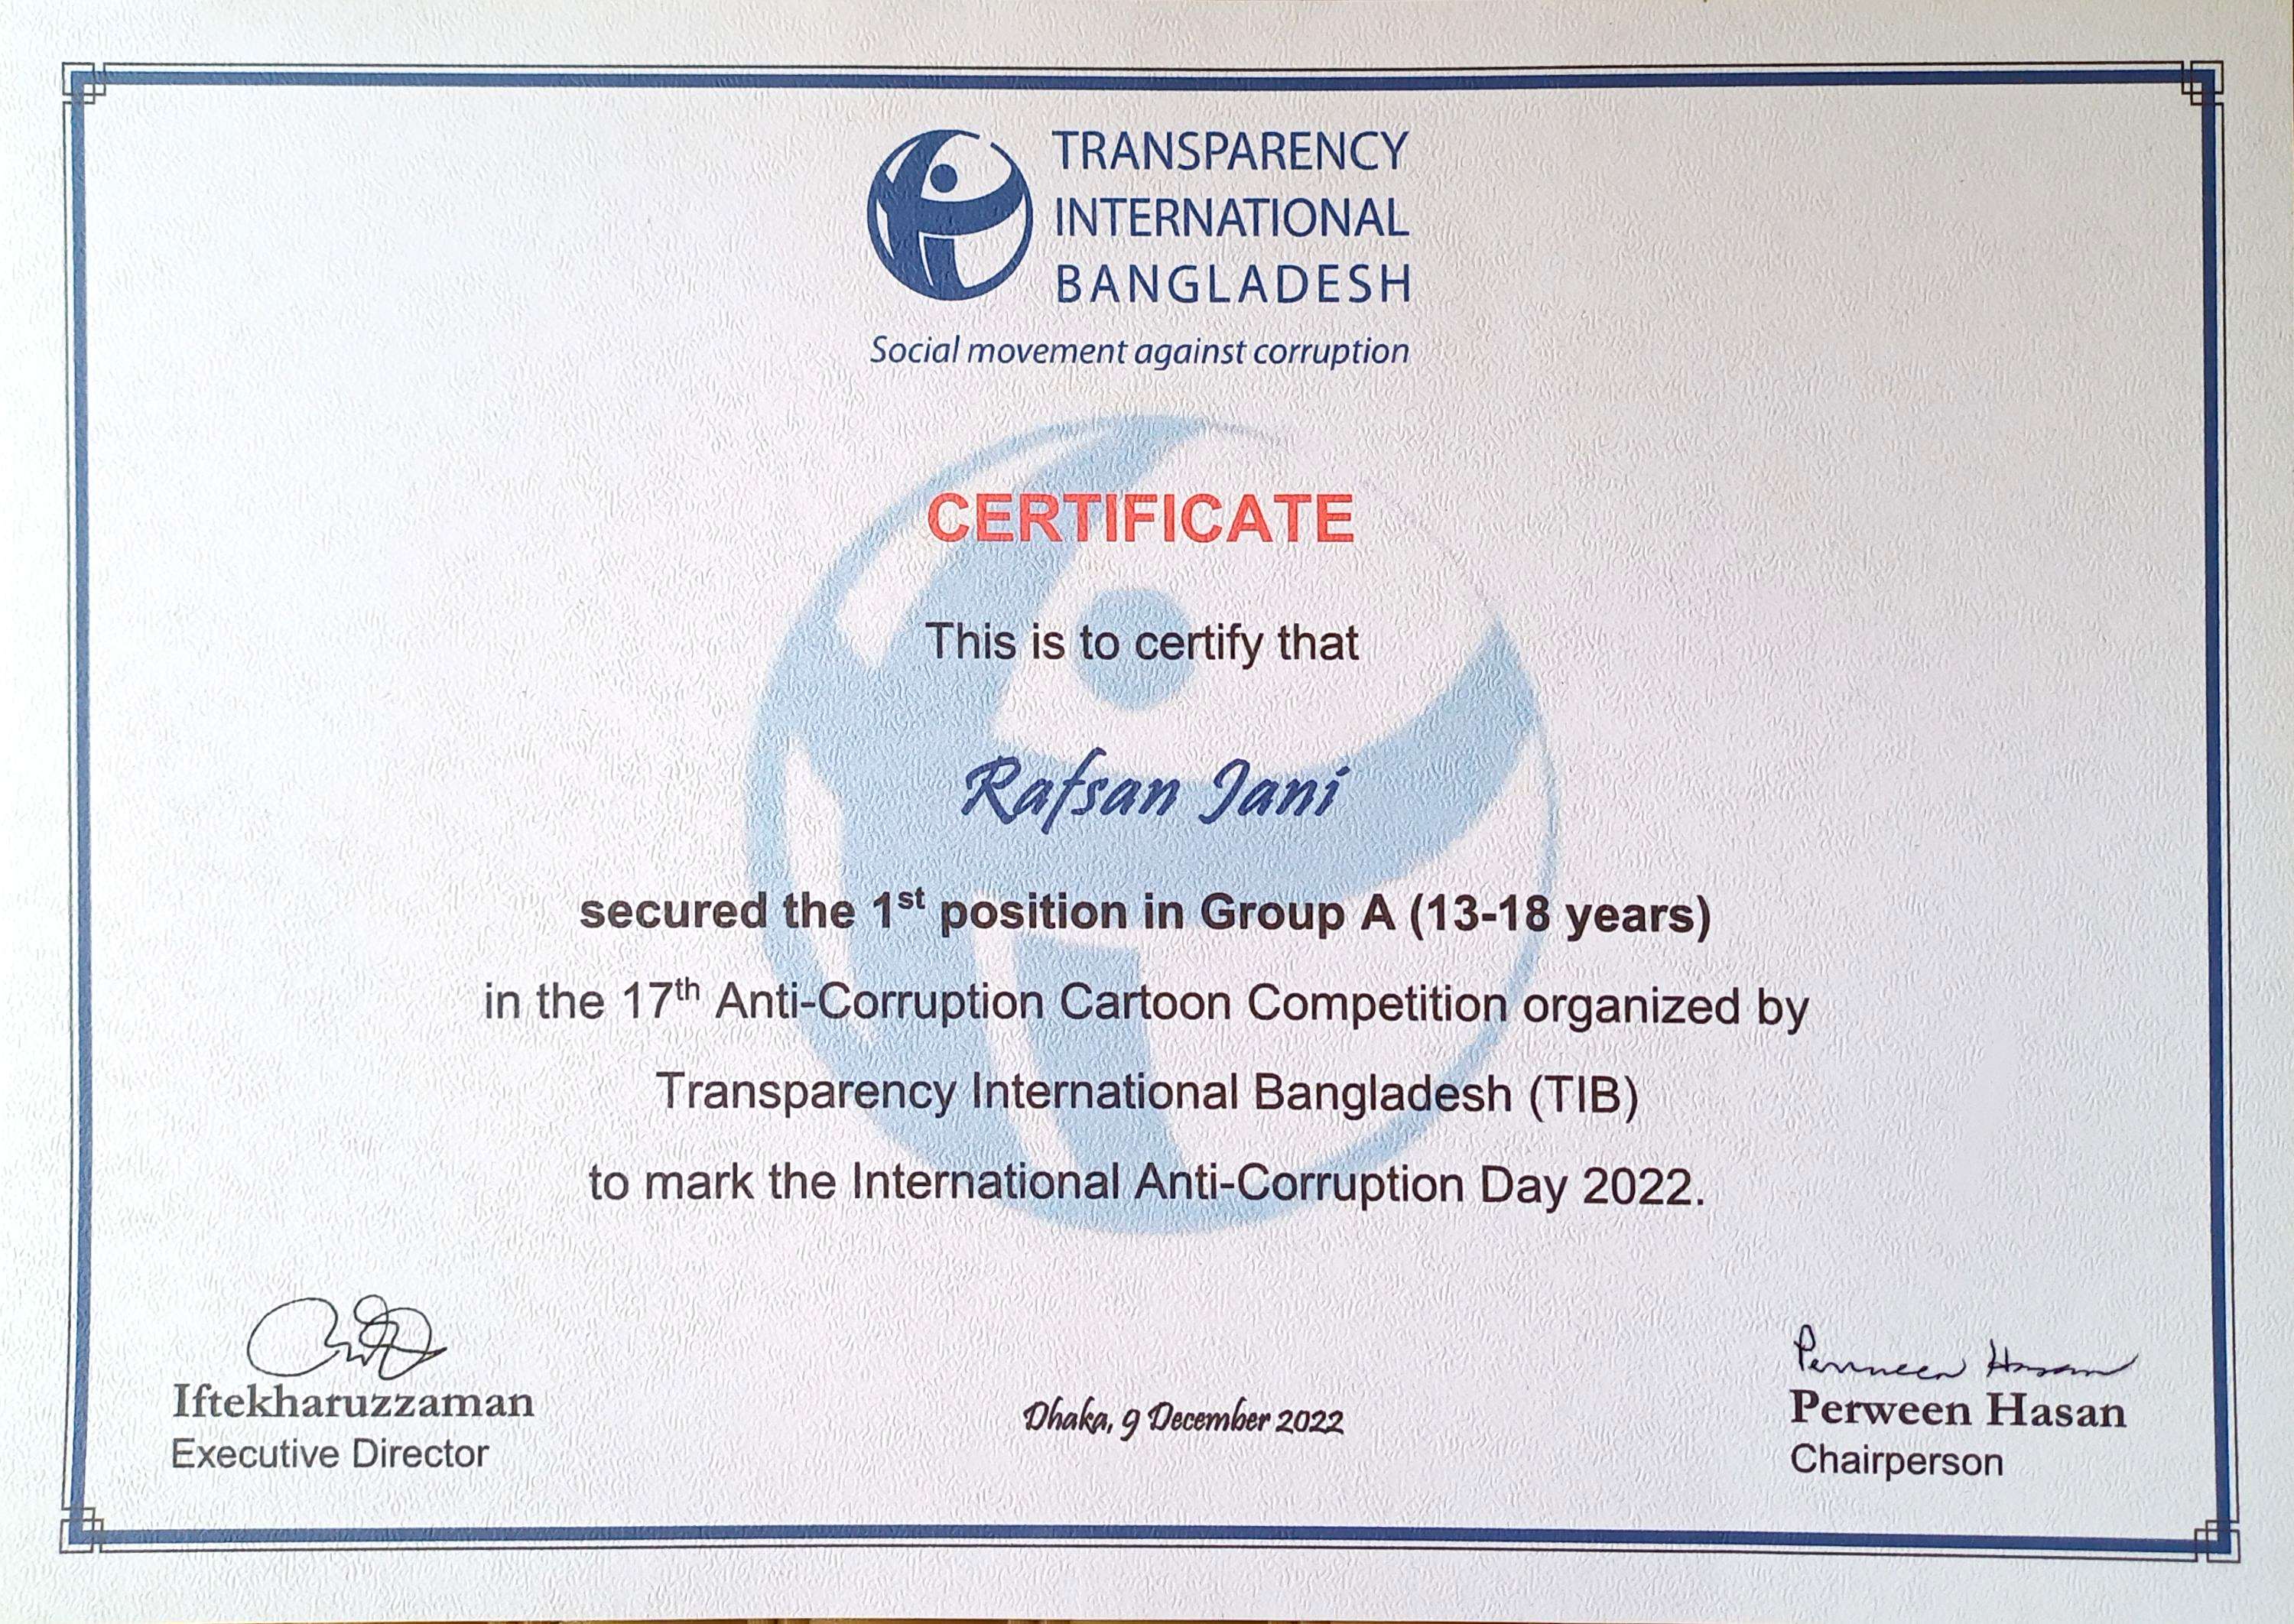 TRANSPARENCY
INTERNATIONAL
BANGLADESH
Social movement against corruption
CERTIFICATE
This is to certify that
Rafsan Jani
secured the 1st position in Group A (13-18 years)
in the 17th Anti-Corruption Cartoon Competition organized by
Transparency International Bangladesh (TIB)
to mark the International Anti-Corruption Day 2022.
Iftekharuzzaman
Executive Director
Dhaka, 9 December 2022
Perween Hasan
Perween Hasan
Chairperson